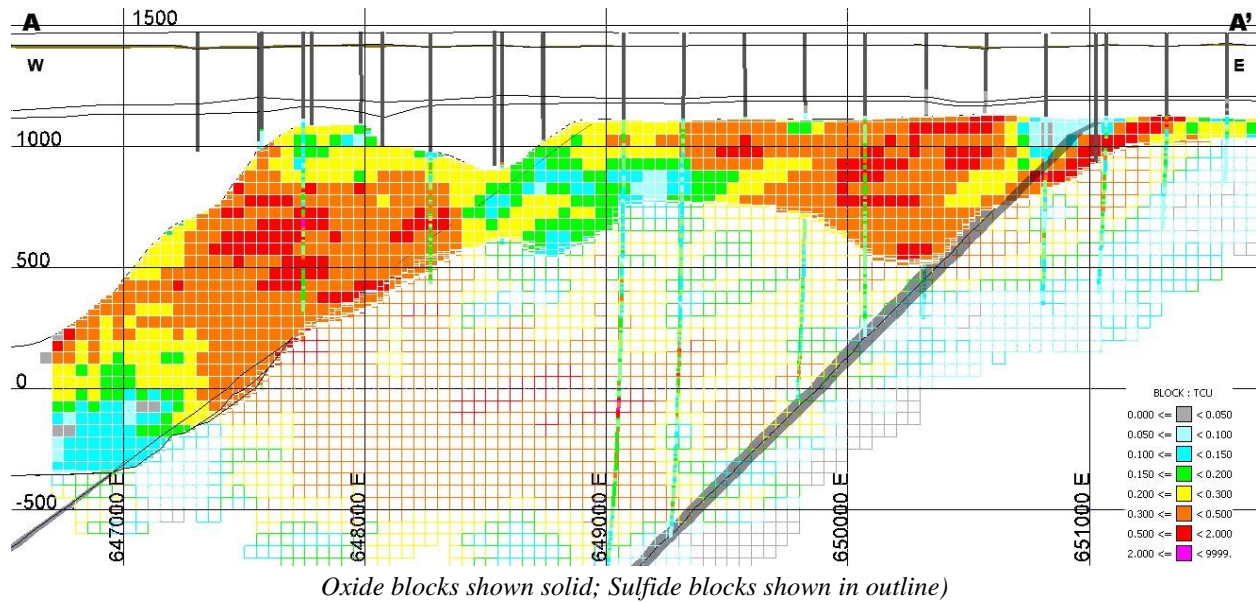 A
1500
A'
W
E
1000
500
0
-500
647000 E
648000 E
649000 E
650000 E
651000 E
BLOCK : TCU
0.000 <= < 0.050
0.050 <= < 0.100
0.100 <= < 0.150
0.150 <= < 0.200
0.200 <= < 0.300
0.300 <= < 0.500
0.500 <= < 2.000
2.000 <= < 9999.
Oxide blocks shown solid; Sulfide blocks shown in outline)